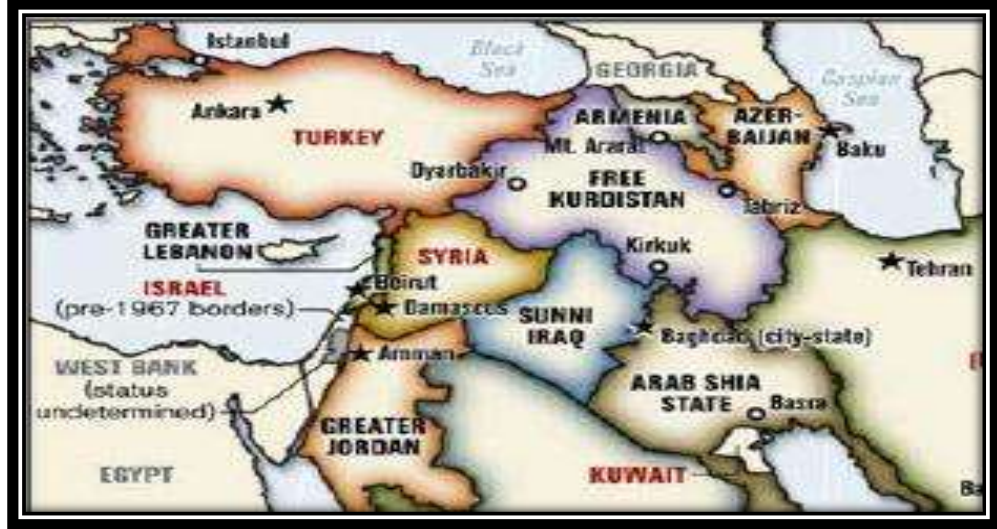 Istanbul
Black
Sea
GEORGIA
Caspian
Sea
Ankara
TURKEY
ARMENIA
AZER-
BAIJAN
Mt. Ararat
Baku
Dyarbakir
FREE
KURDISTAN
Tabriz
GREATER
LEBANON
SYRIA
Kirkuk
Tehran
ISRAEL
(pre-1967 borders)
Beirut
Damascus
SUNNI
IRAQ
Baghdad (city-state)
WEST BANK
(status
undetermined)
Amman
ARAB SHIA
STATE
Basra
GREATER
JORDAN
EGYPT
KUWAIT
Ba